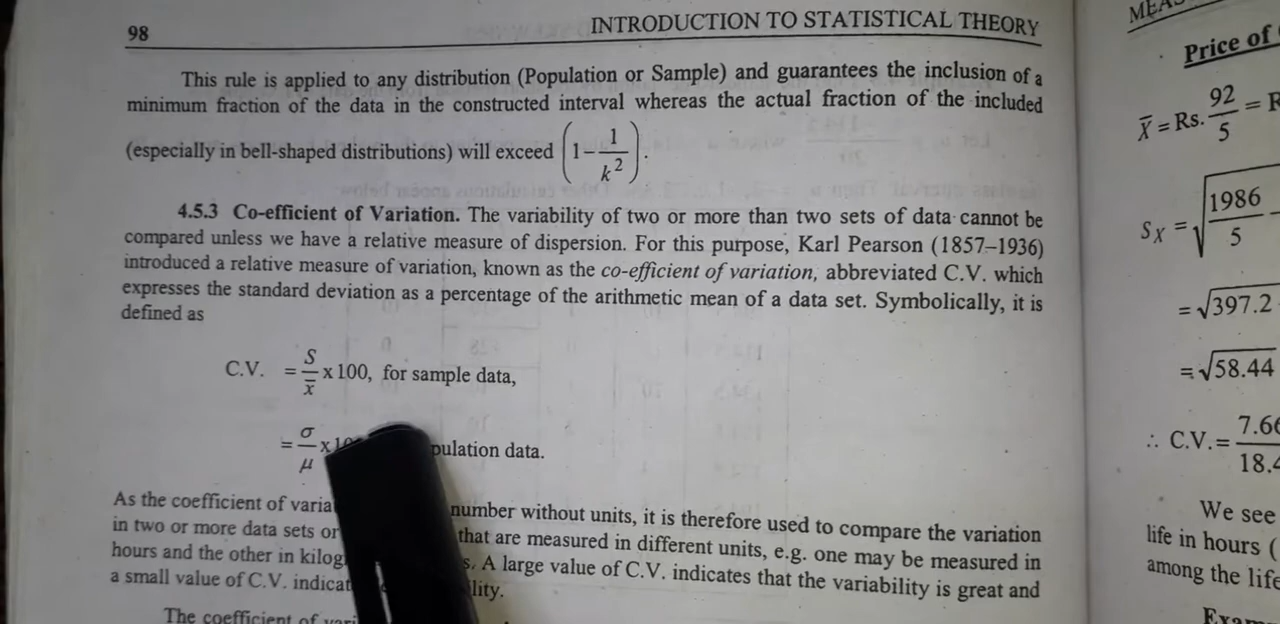 98
INTRODUCTION TO STATISTICAL THEORY
This rule is applied to any distribution (Population or Sample) and guarantees the inclusion of a
minimum fraction of the data in the constructed interval whereas the actual fraction of the included
(especially in bell-shaped distributions) will exceed (1 − 1/k²).
4.5.3 Co-efficient of Variation. The variability of two or more than two sets of data cannot be
compared unless we have a relative measure of dispersion. For this purpose, Karl Pearson (1857–1936)
introduced a relative measure of variation, known as the co-efficient of variation, abbreviated C.V. which
expresses the standard deviation as a percentage of the arithmetic mean of a data set. Symbolically, it is
defined as
C.V. = S/x̄ x 100, for sample data,
= σ/μ x pulation data.
As the coefficient of varia number without units, it is therefore used to compare the variation
in two or more data sets or that are measured in different units, e.g. one may be measured in
hours and the other in kilog s. A large value of C.V. indicates that the variability is great and
a small value of C.V. indicat lity.
The coefficient of vari
MEA
Price of
X̄ = Rs. 92/5 =
S_X = √1986/5 −
= √397.2
= √58.44
∴ C.V. = 7.66/18.4
We see
life in hours (
among the life
Exam